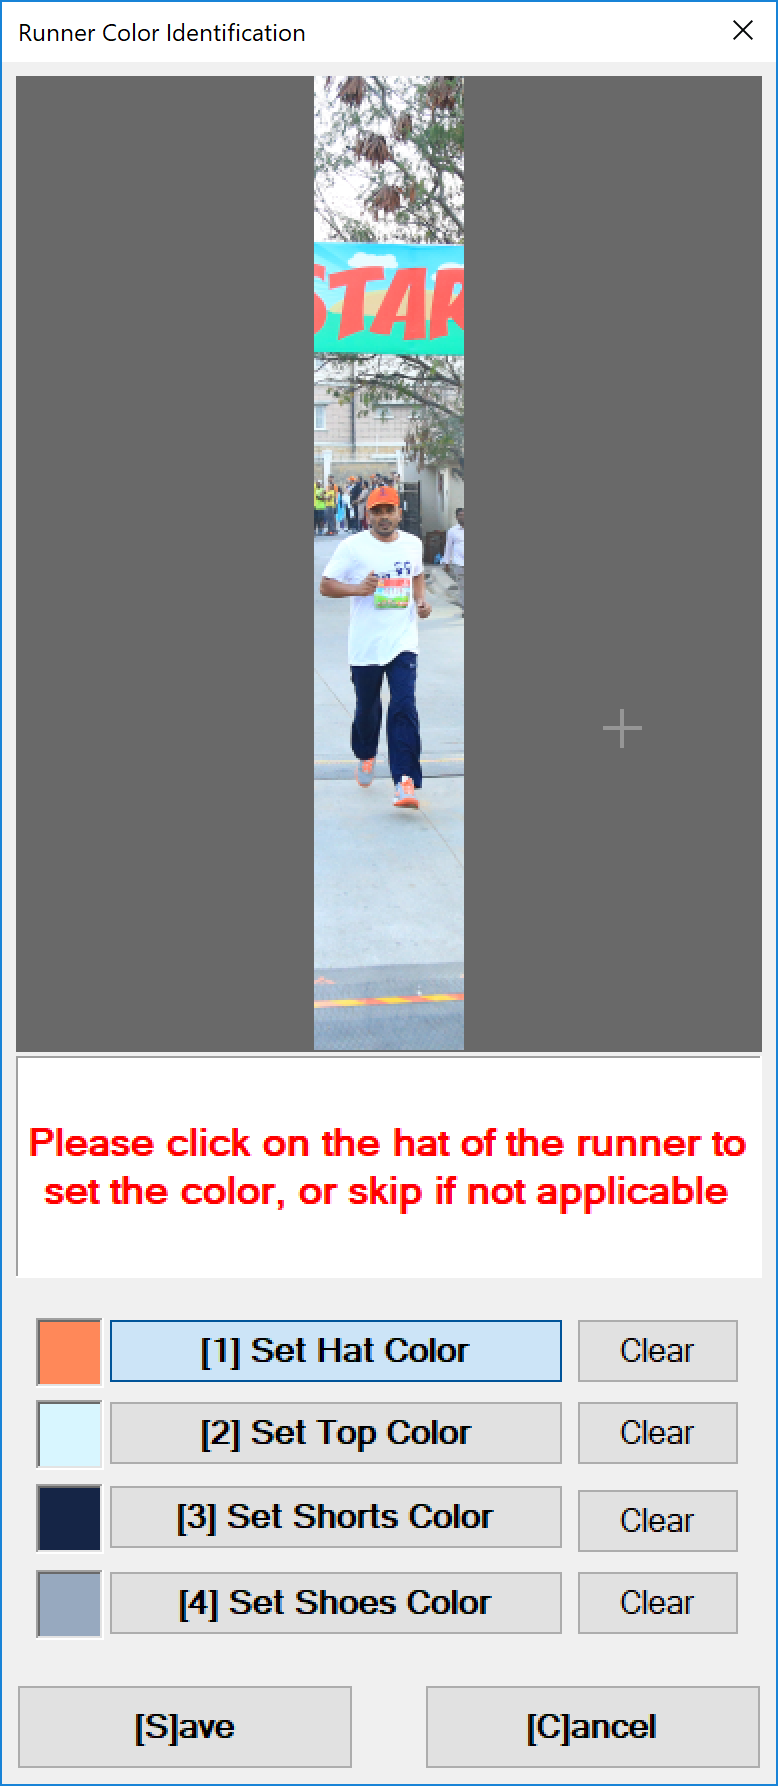 Runner Color Identification
STAR
Please click on the hat of the runner to
set the color, or skip if not applicable
[1] Set Hat Color
Clear
[2] Set Top Color
Clear
[3] Set Shorts Color
Clear
[4] Set Shoes Color
Clear
[S]ave
[C]ancel